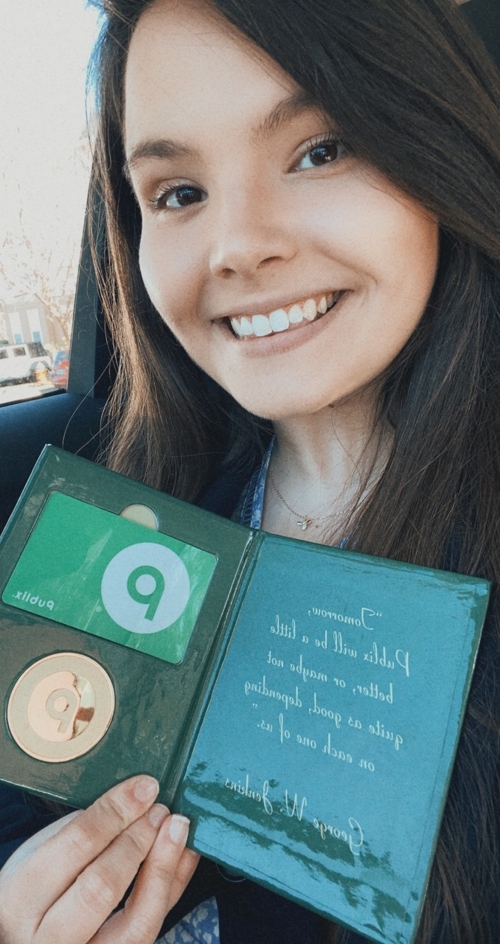 publix.
p
p
"Tomorrow,
Publix will be a little
better, or maybe not
quite as good, depending
on each one of us."
George W. Jenkins